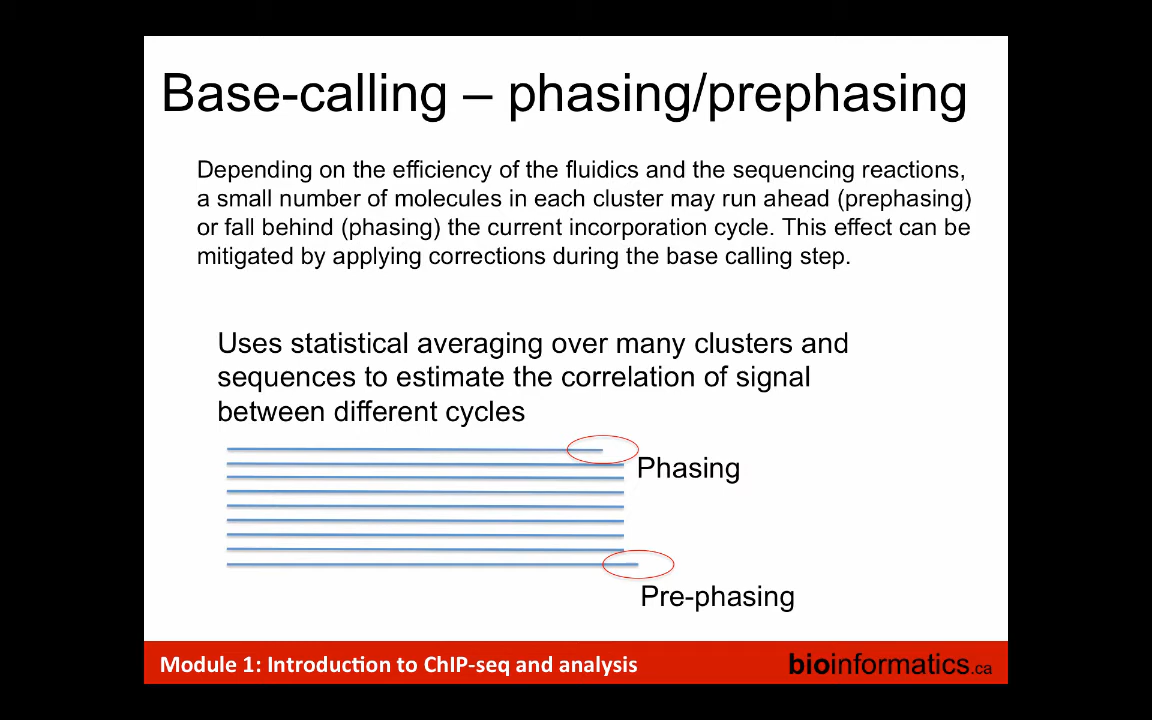 Base-calling – phasing/prephasing
Depending on the efficiency of the fluidics and the sequencing reactions,
a small number of molecules in each cluster may run ahead (prephasing)
or fall behind (phasing) the current incorporation cycle. This effect can be
mitigated by applying corrections during the base calling step.
Uses statistical averaging over many clusters and
sequences to estimate the correlation of signal
between different cycles
Phasing
Pre-phasing
Module 1: Introduction to ChIP-seq and analysis
bioinformatics.ca